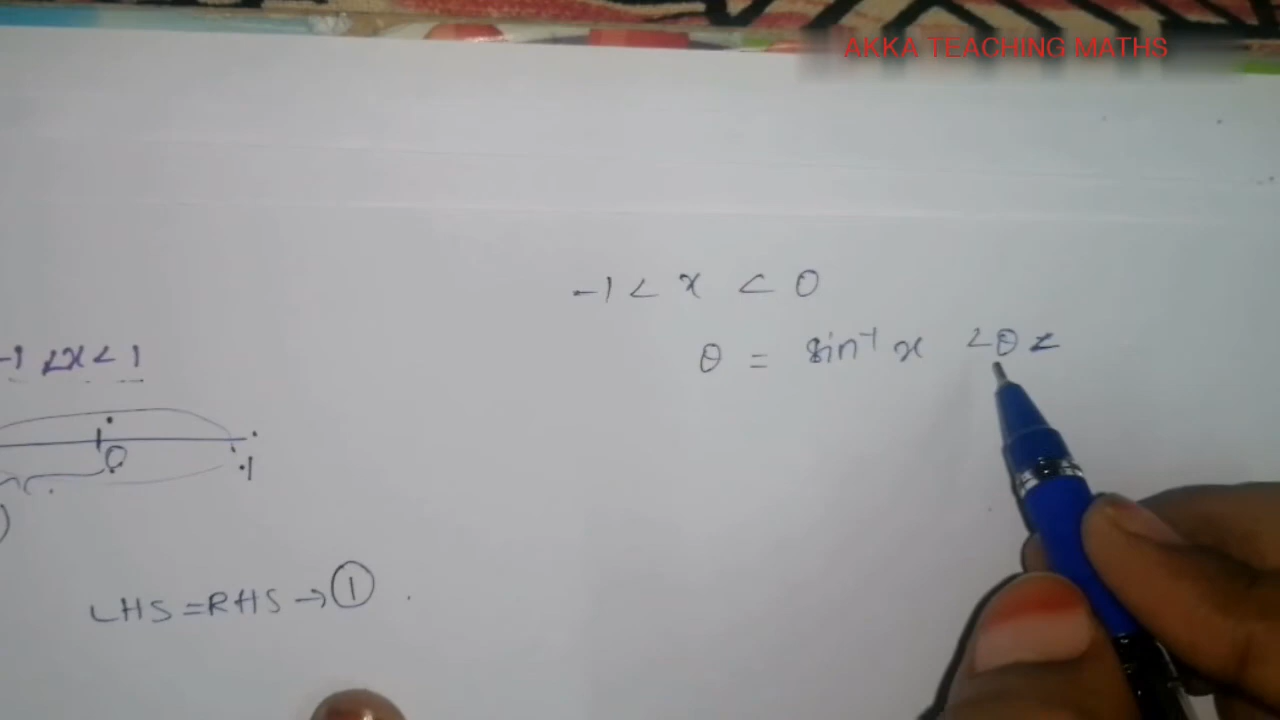 AKKA TEACHING MATHS
-1 < x < 0
θ = sin⁻¹ x < θ <
-1 < x < 1
0
1
LHS = RHS → ①